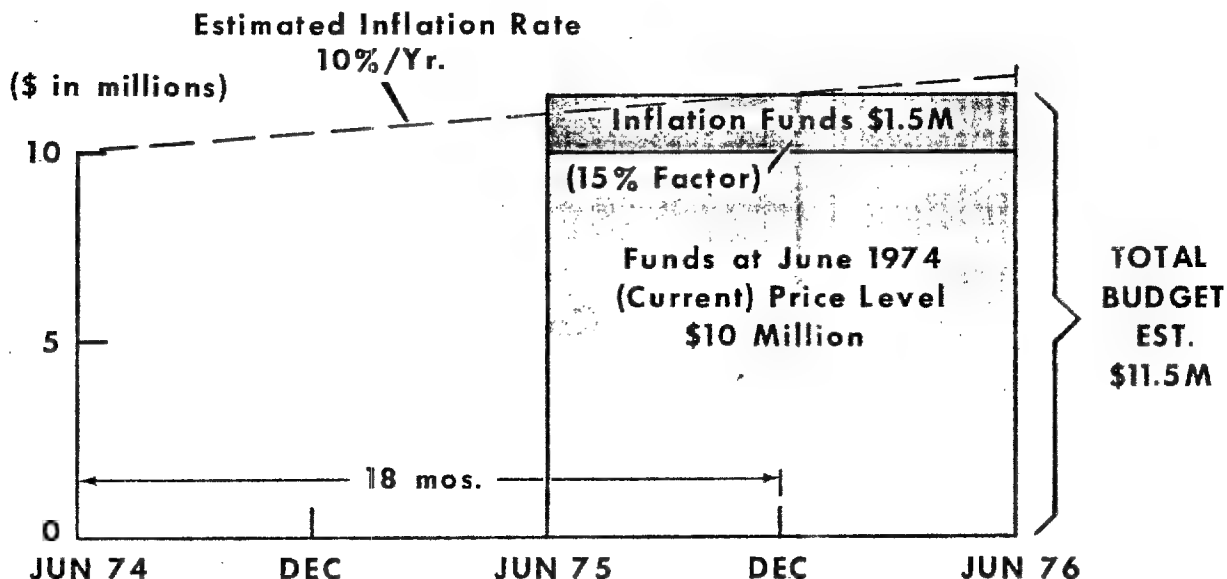 Estimated Inflation Rate
10%/Yr.
($ in millions)
Inflation Funds $1.5M
10
(15% Factor)
Funds at June 1974
(Current) Price Level
$10 Million
TOTAL
BUDGET
EST.
$11.5M
5
18 mos.
0
JUN 74 DEC JUN 75 DEC JUN 76